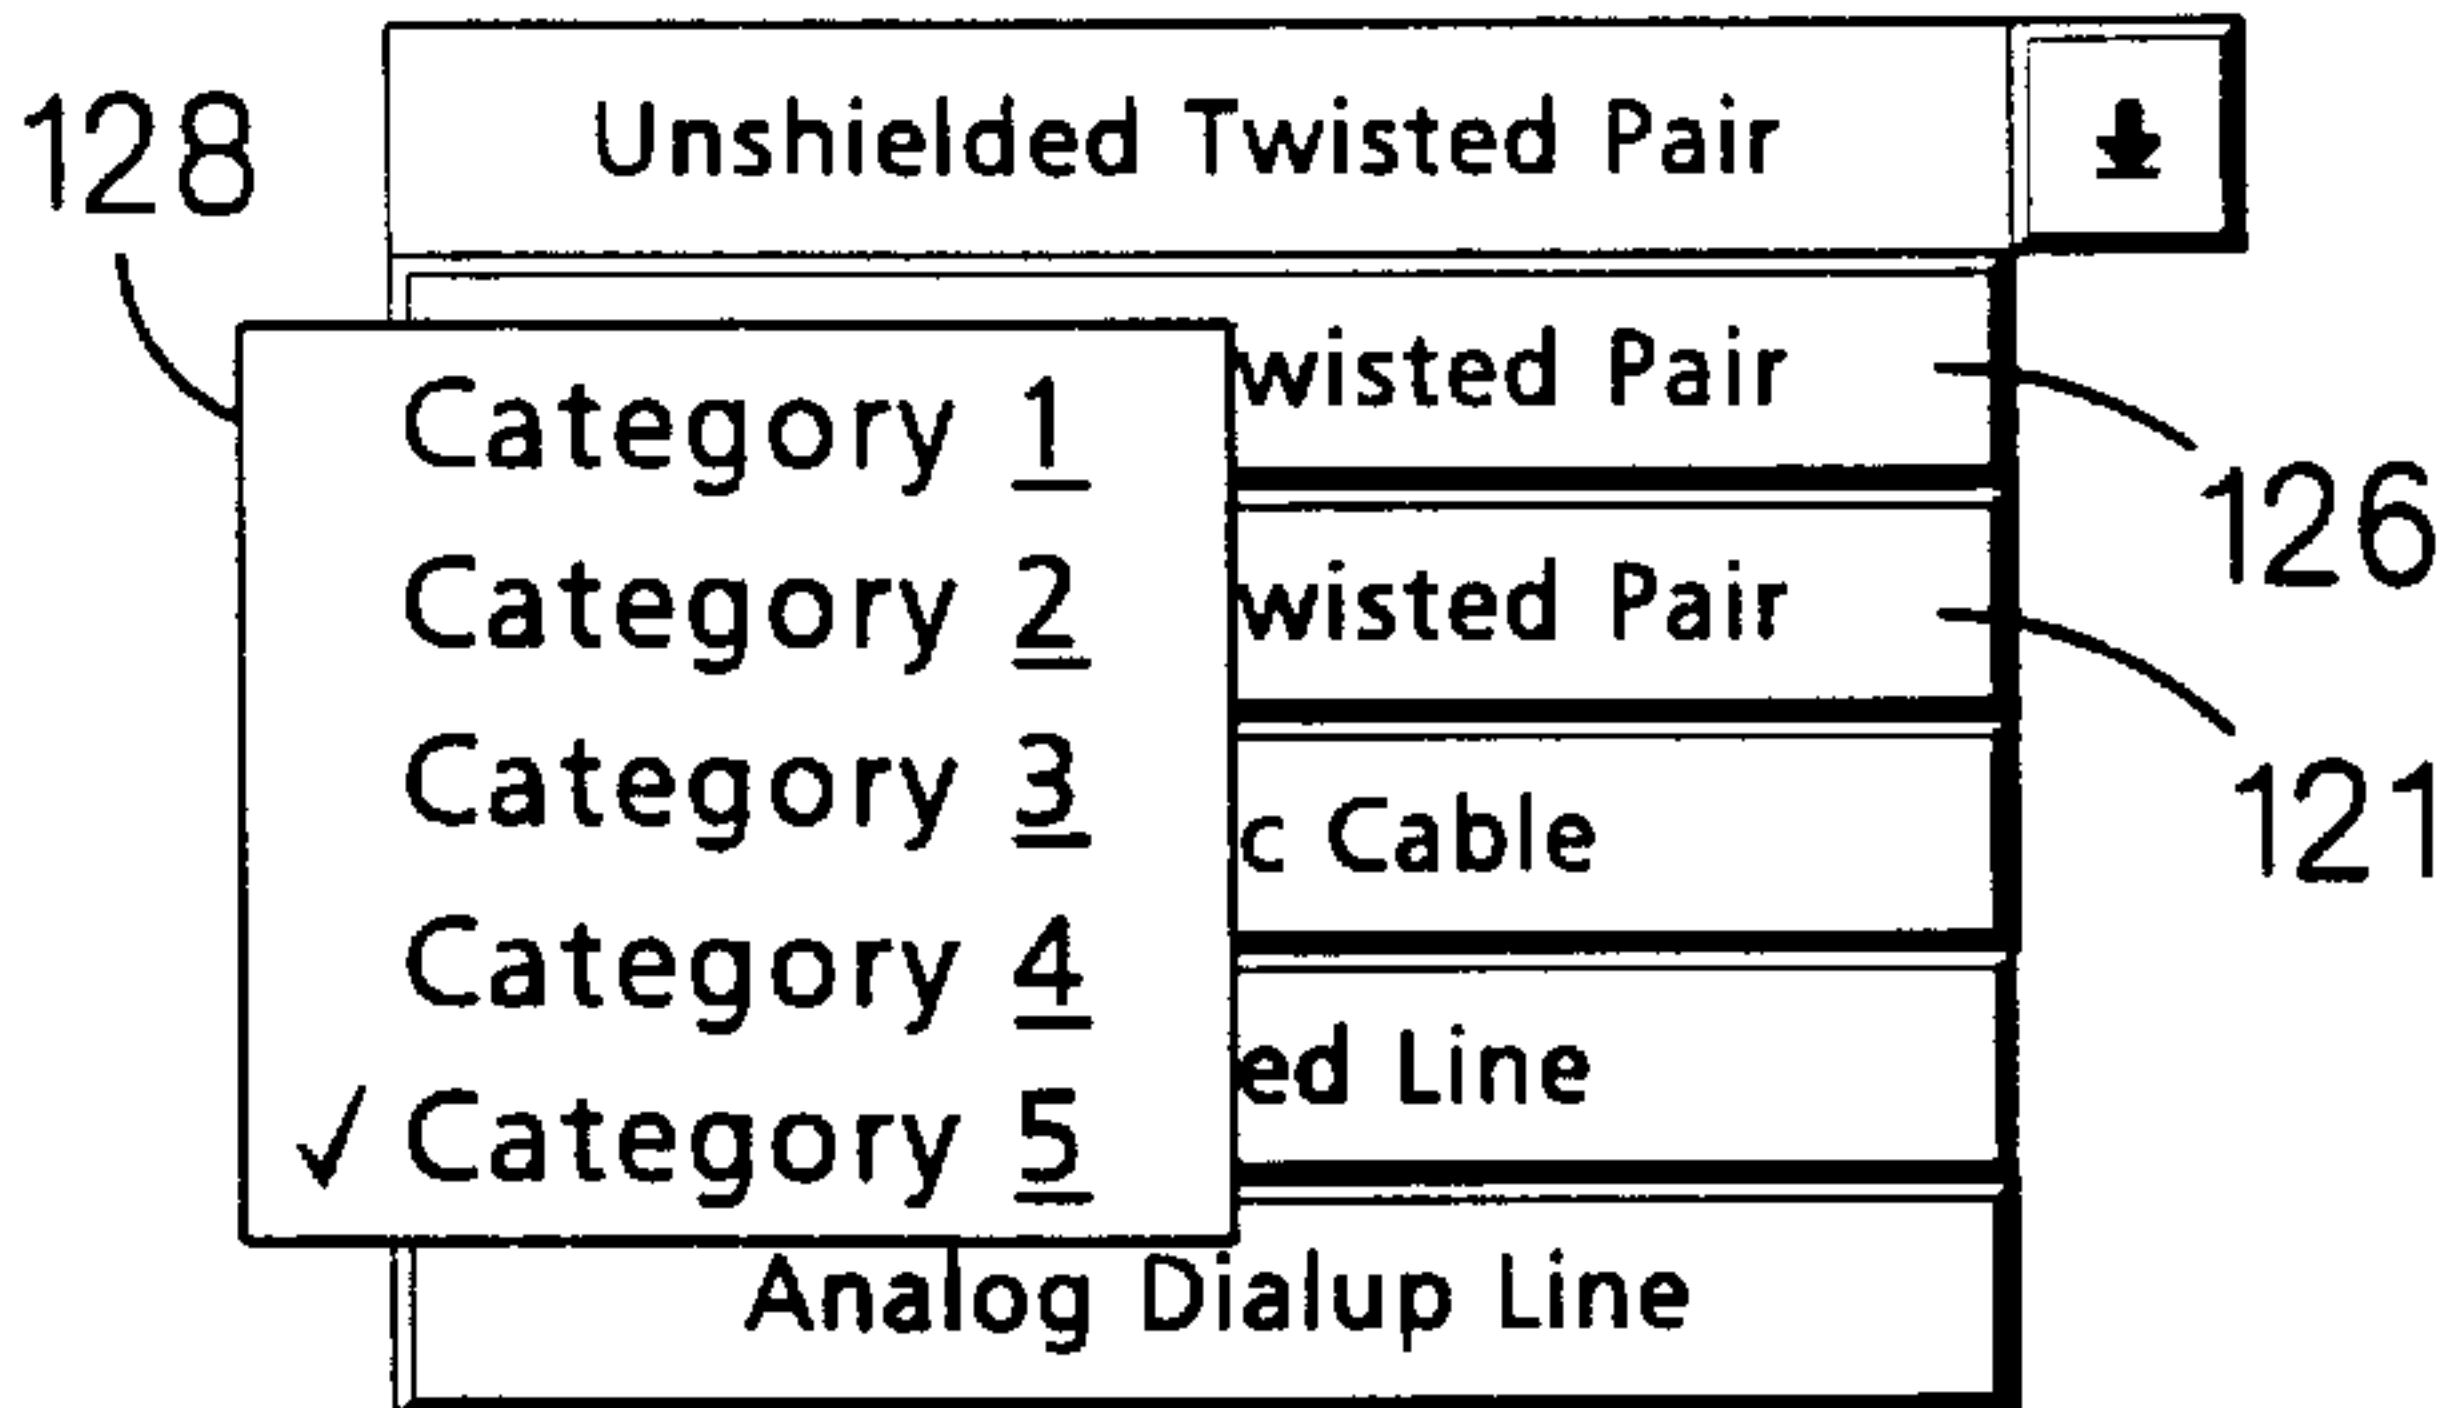 Unshielded Twisted Pair
128
Category 1
wisted Pair
126
Category 2
wisted Pair
121
Category 3
c Cable
Category 4
ed Line
Category 5
Analog Dialup Line